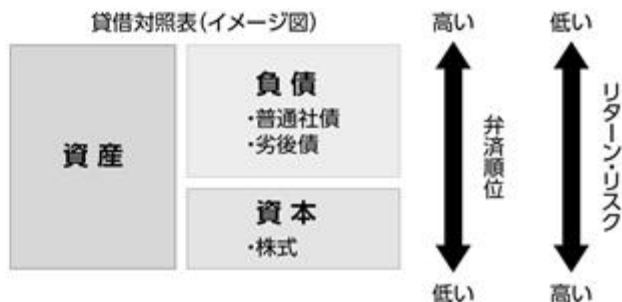 貸借対照表(イメージ図)
高い
低い
資産
負債
・普通社債
・劣後債
資本
・株式
弁済順位
リターン・リスク
低い
高い